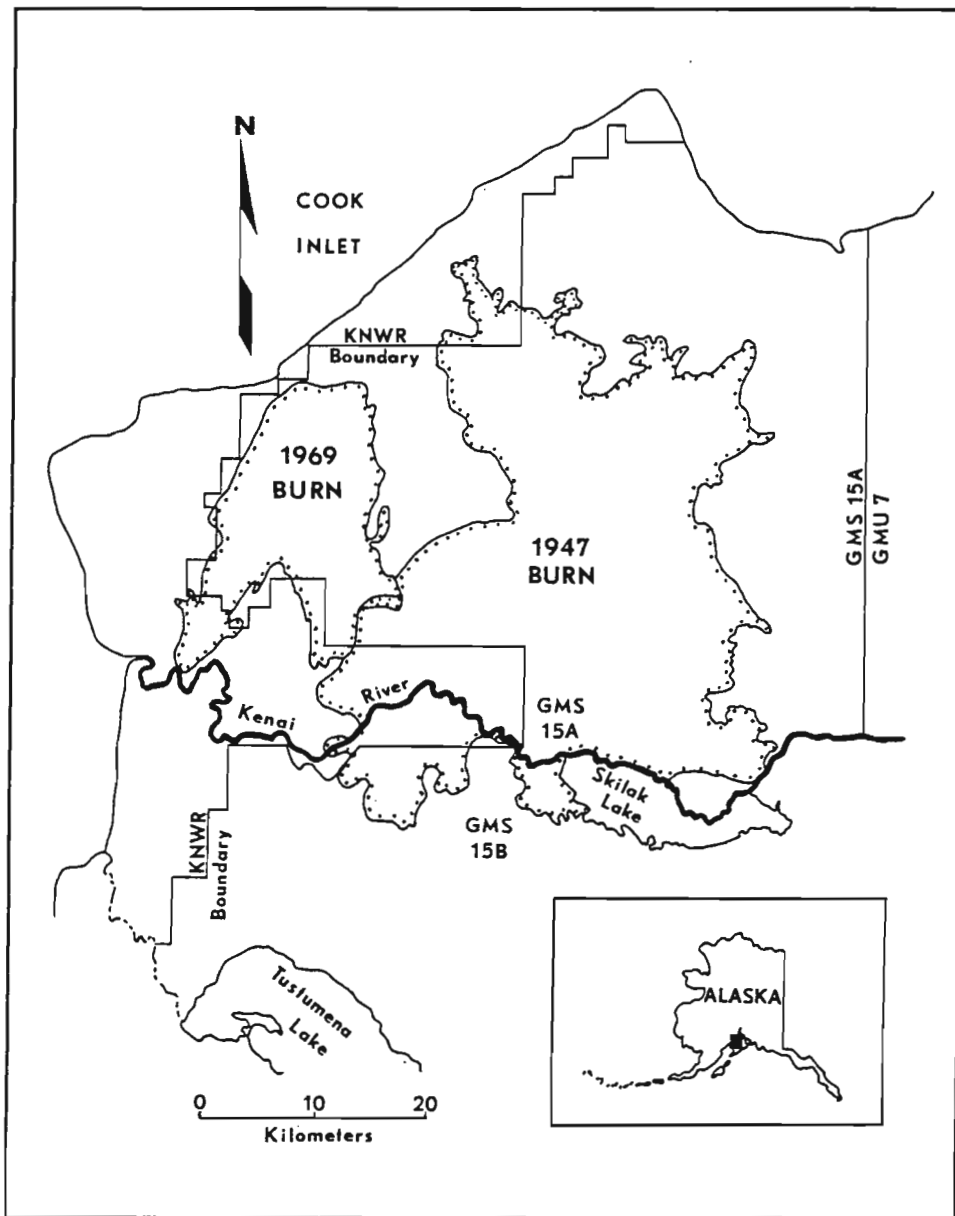 N
COOK
INLET
KNWR
Boundary
1969
BURN
1947
BURN
GMS 15A
GMU 7
Kenai
River
GMS
15A
Skilak
Lake
GMS
15B
KNWR
Boundary
Tustumena
Lake
ALASKA
0 10 20
Kilometers